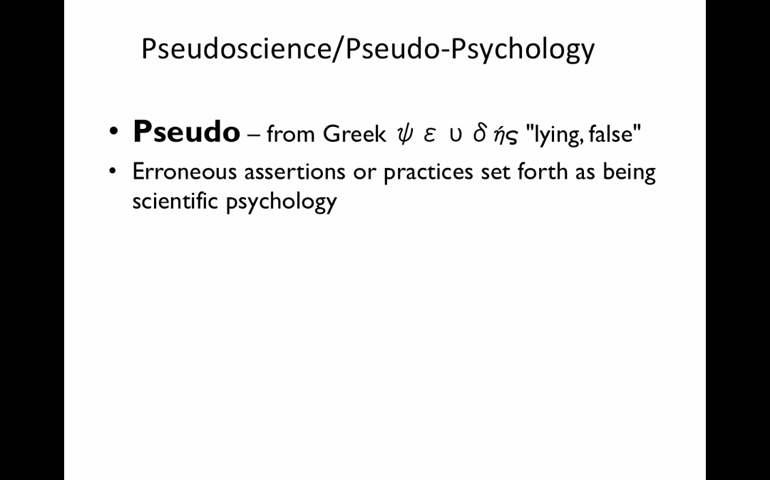 Pseudoscience/Pseudo-Psychology
• Pseudo – from Greek ψ ε υ δ ής "lying, false"
• Erroneous assertions or practices set forth as being
scientific psychology